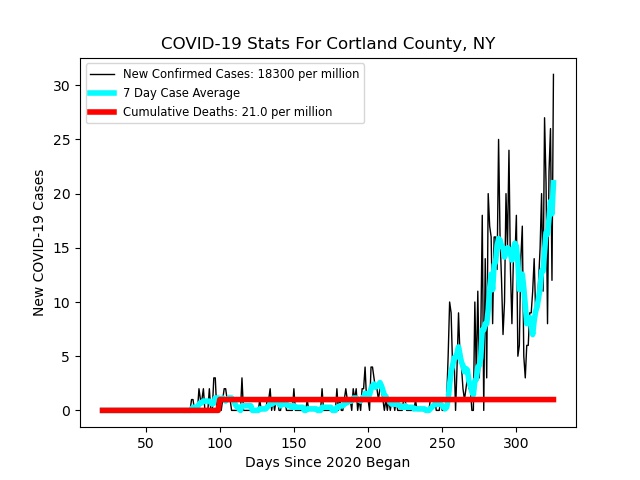 COVID-19 Stats For Cortland County, NY
New Confirmed Cases: 18300 per million
7 Day Case Average
Cumulative Deaths: 21.0 per million
30
25
20
15
10
5
0
New COVID-19 Cases
50
100
150
200
250
300
Days Since 2020 Began